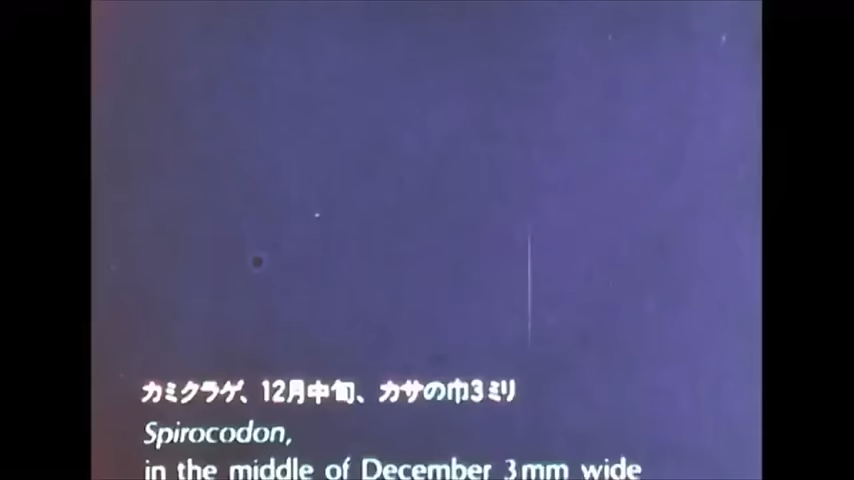 カミクラゲ、12月中旬、カサの巾3ミリ
Spirocodon,
in the middle of December 3mm wide